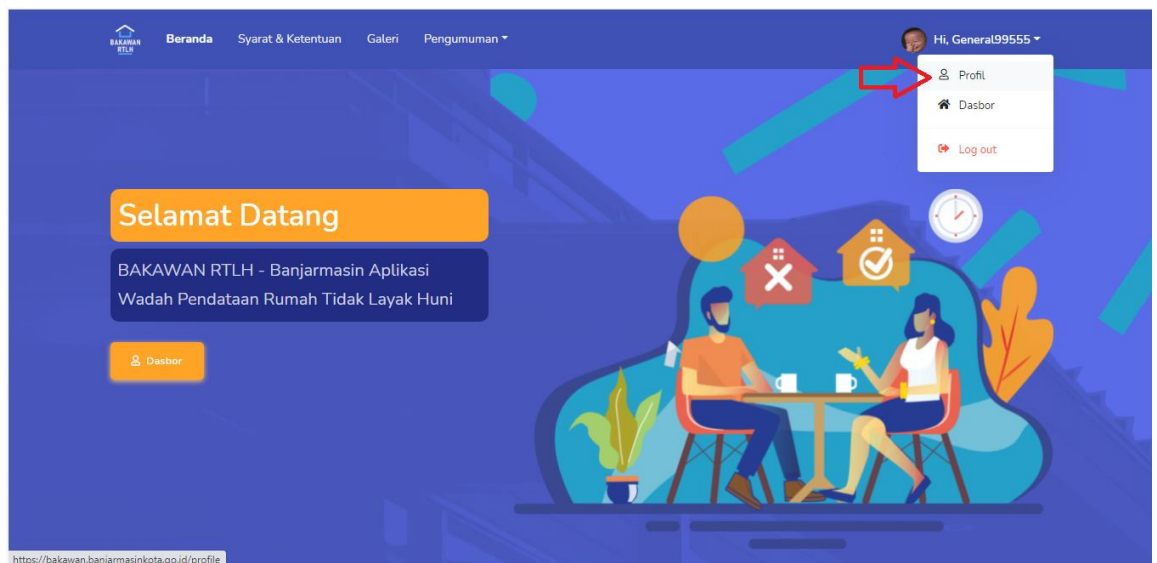 BAKAWAN
RTLH
Beranda
Syarat & Ketentuan
Galeri
Pengumuman
Hi, General99555
Profil
Dasbor
Log out
Selamat Datang
BAKAWAN RTLH - Banjarmasin Aplikasi
Wadah Pendataan Rumah Tidak Layak Huni
Dasbor
https://bakawan.banjarmasinkota.go.id/profile